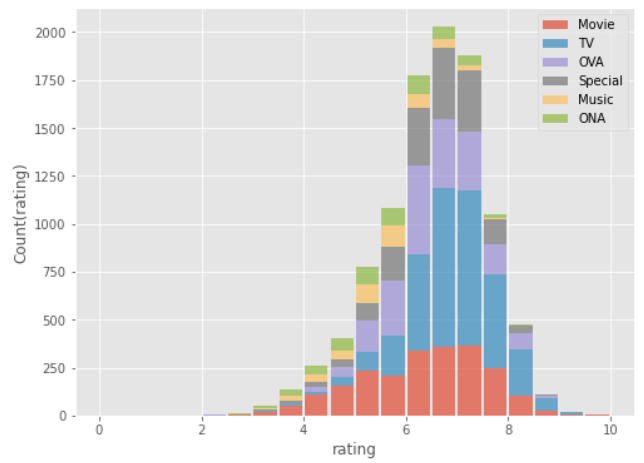 2000
1750
1500
1250
1000
750
500
250
0
Count(rating)
0 2 4 6 8 10
rating
Movie
TV
OVA
Special
Music
ONA